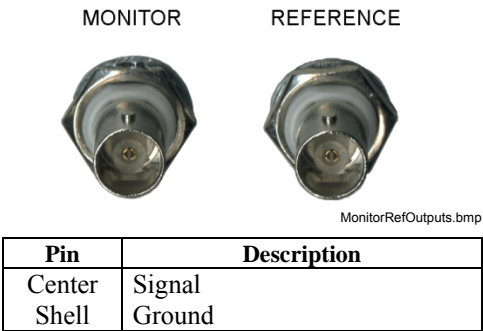 MONITOR REFERENCE
MonitorRefOutputs.bmp
Pin Description
Center Signal
Shell Ground